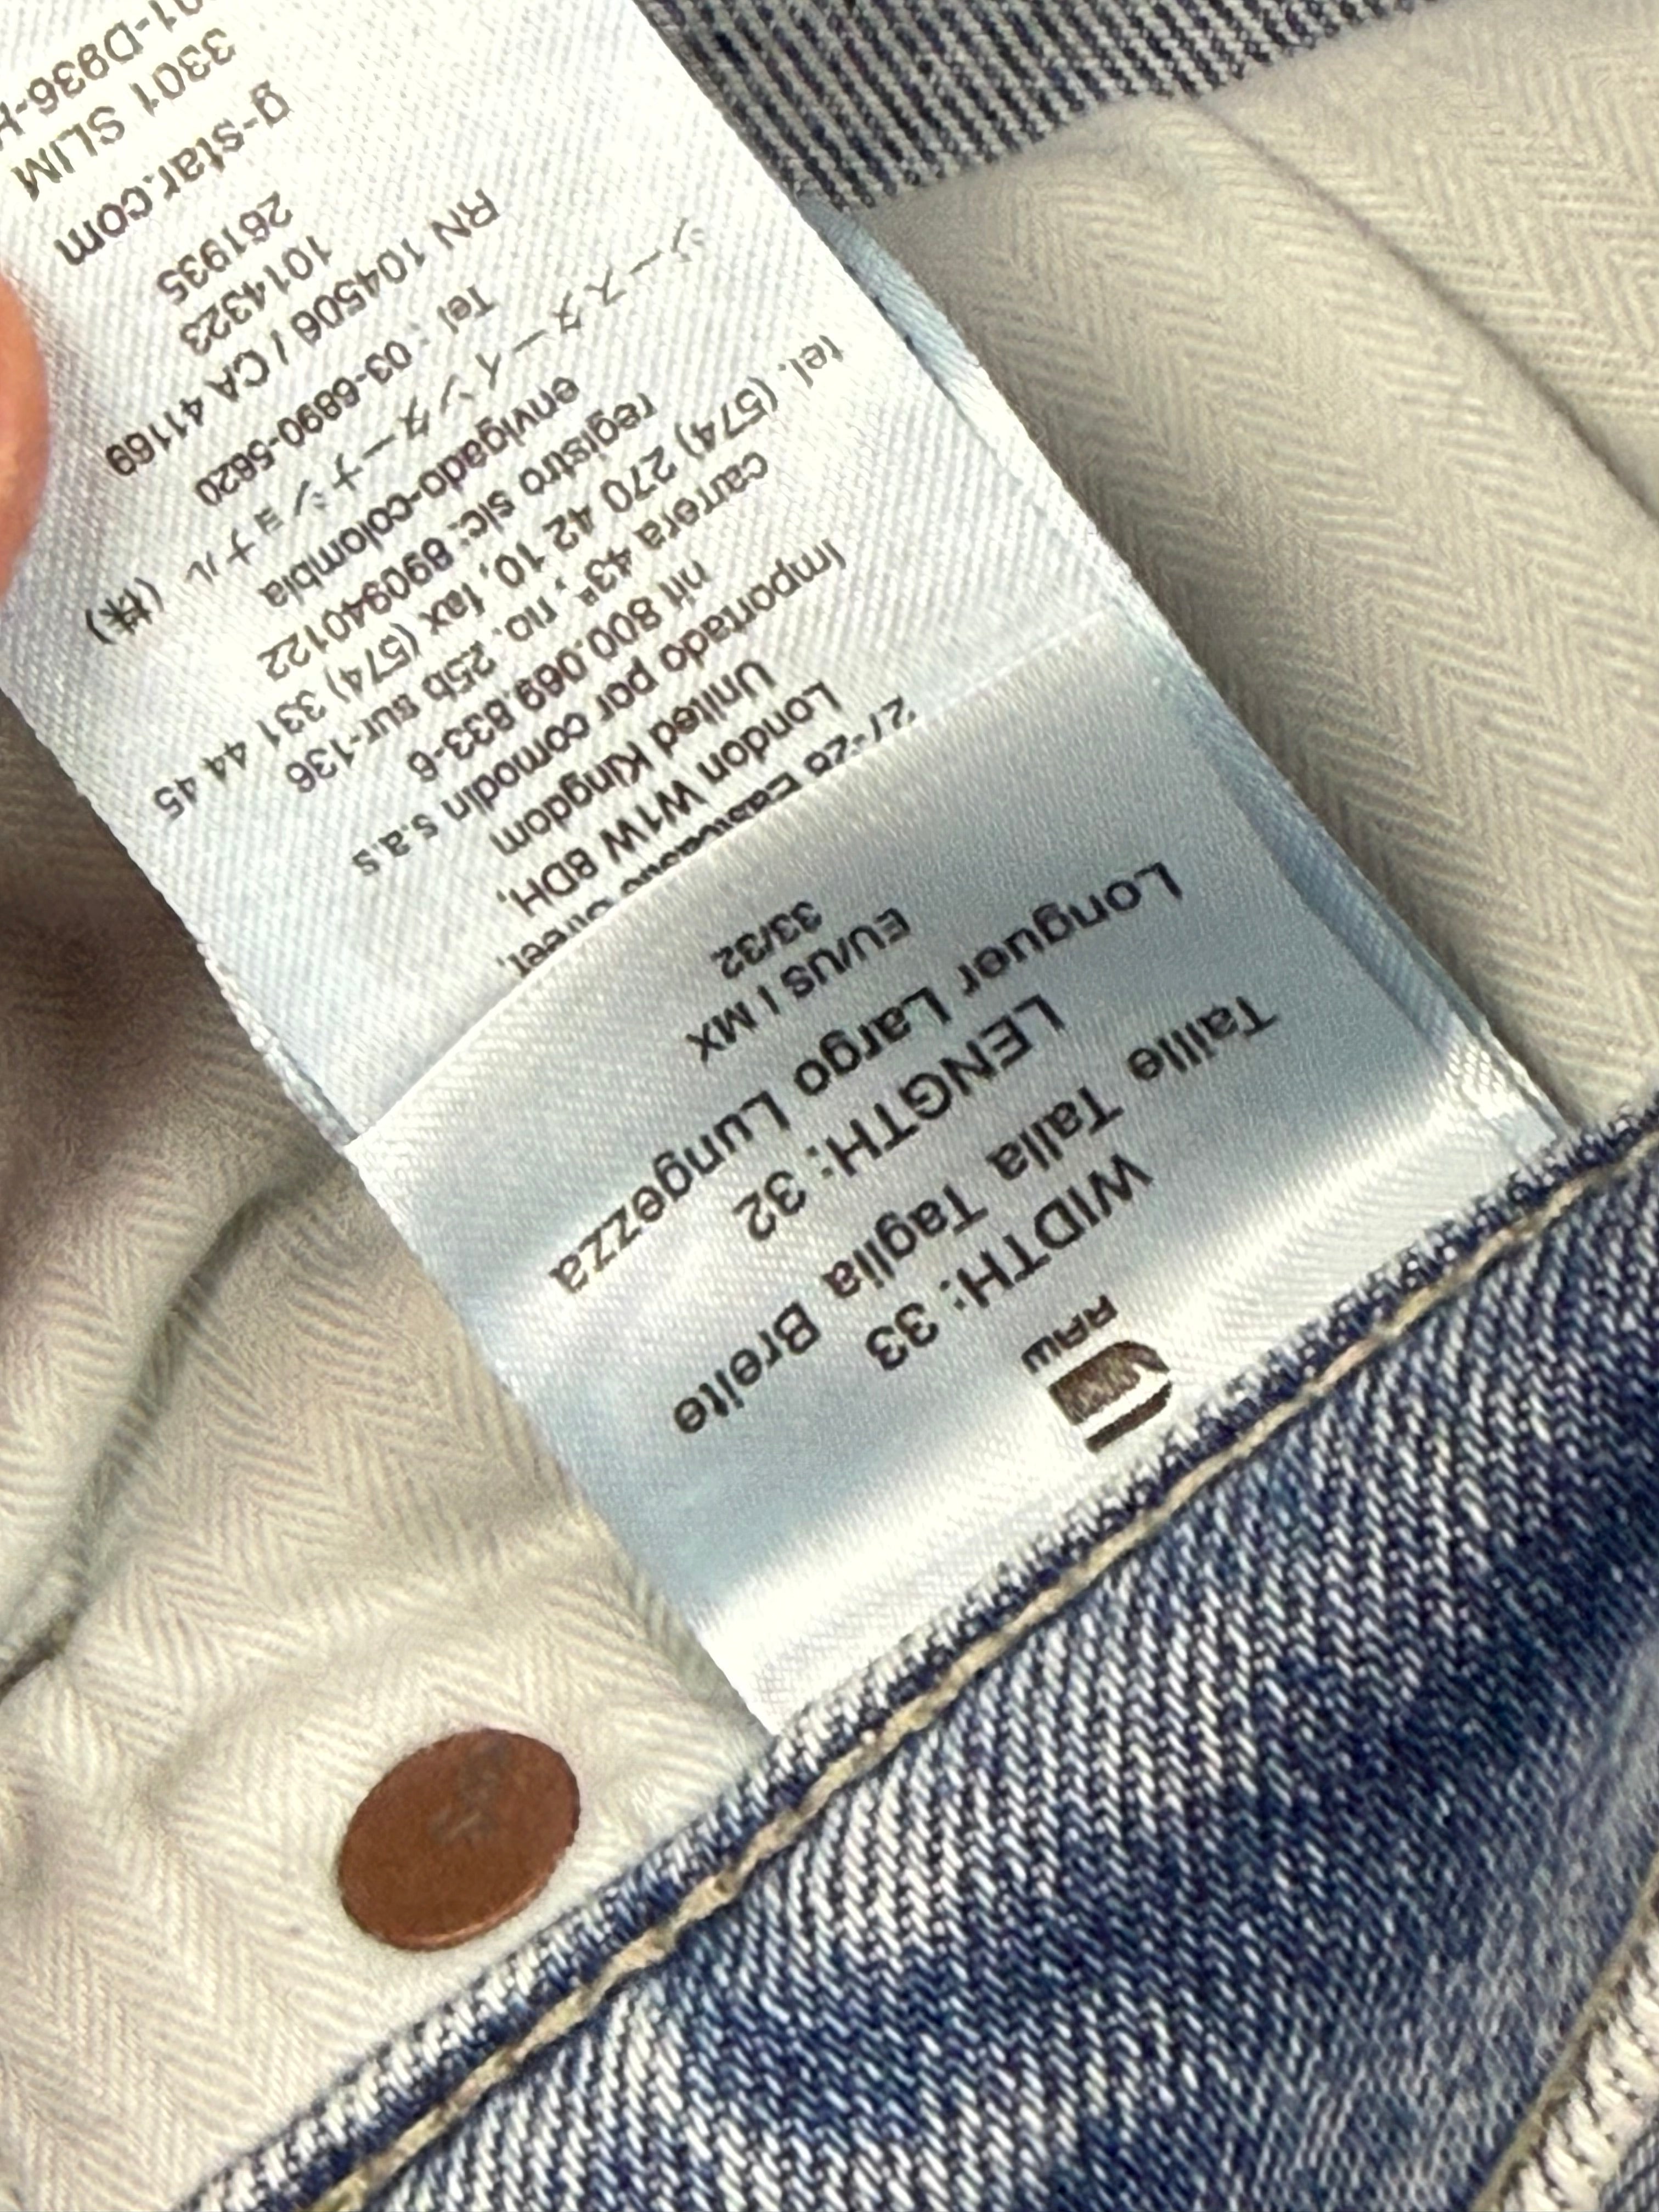 RAW
WIDTH: 33
Taille Talla Taglia Breite
LENGTH: 32
Longuer Largo Lungezza
EU/US | MX
33/32
27-28
London W1W 8DH,
United Kingdom
Importado por comodin s.a.s
nit 800.069.833-6
carrera 43ª, no. 25b sur-136
tel. (574) 270 42 10, fax (574) 331 44 45
registro sic: 890940122
envigado-colombia
ジースターインターナショナル (株)
Tel : 03-6890-5620
RN 104506 / CA 41169
1014323
261935
g-star.com
3301 SLIM